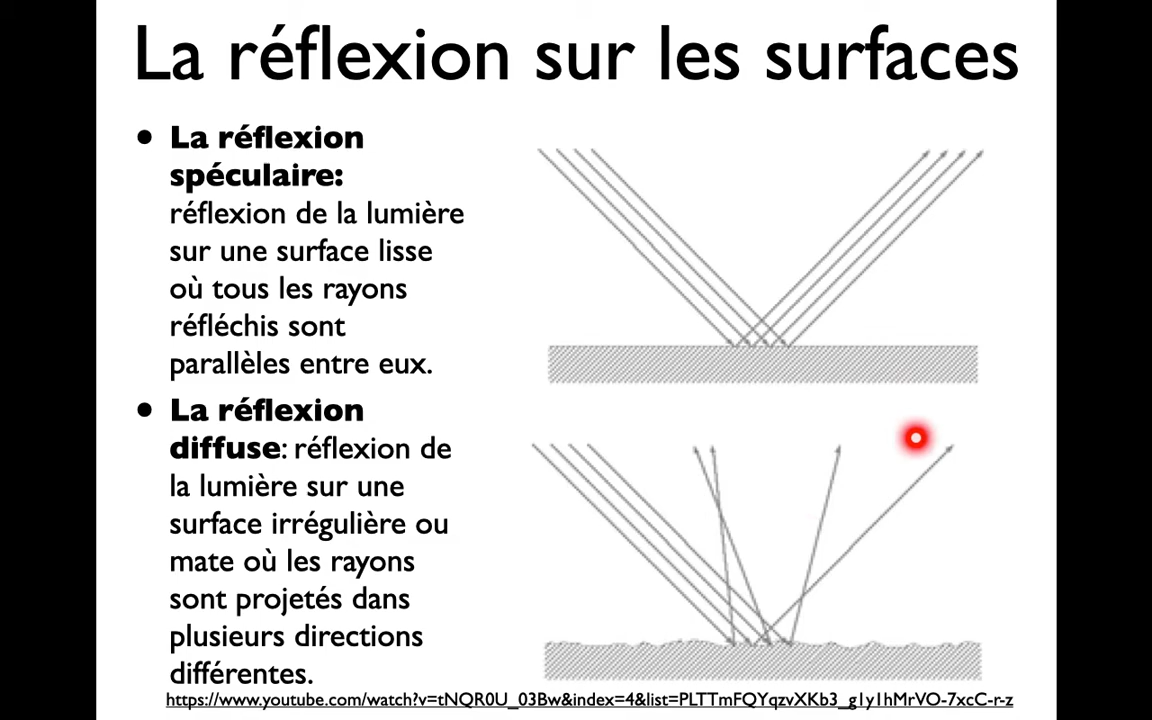 La réflexion sur les surfaces
• La réflexion
spéculaire:
réflexion de la lumière
sur une surface lisse
où tous les rayons
réfléchis sont
parallèles entre eux.
• La réflexion
diffuse: réflexion de
la lumière sur une
surface irrégulière ou
mate où les rayons
sont projetés dans
plusieurs directions
différentes.
https://www.youtube.com/watch?v=tNQR0U_03Bw&index=4&list=PLTTmFQYqzvXKb3_g1y1hMrVO-7xcC-r-z